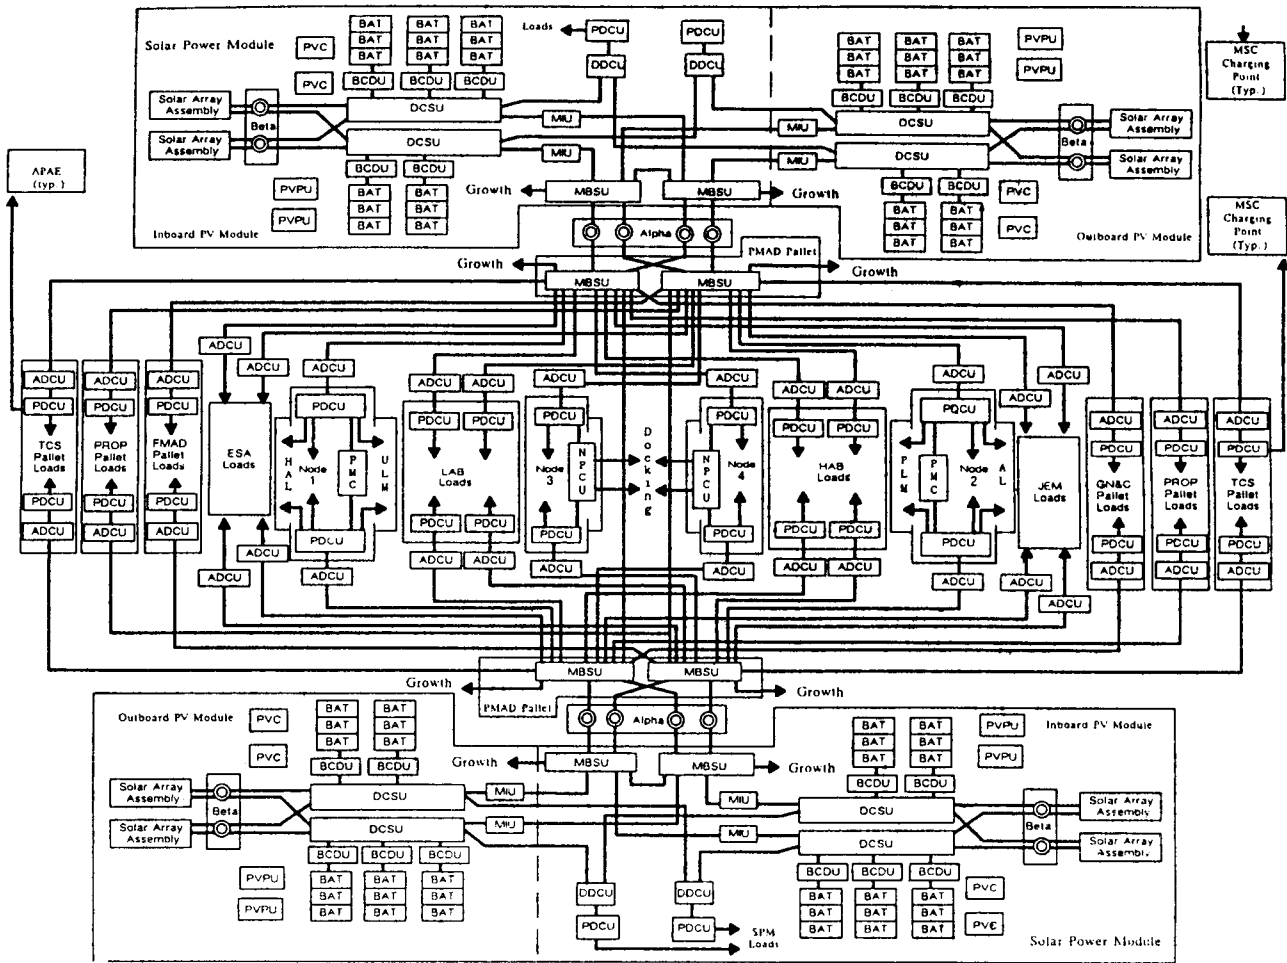 Solar Power Module
PVC
PVC
BAT BAT BAT
BAT BAT BAT
BAT BAT BAT
BCDU BCDU BCDU
Loads
PDCU
PDCU
DDCU
DDCU
BAT BAT BAT
BAT BAT BAT
BAT BAT BAT
BCDU BCDU BCDU
PVPU
PVPU
MSC
Charging
Point
(Typ.)
Solar Array
Assembly
Solar Array
Assembly
Beta
DCSU
DCSU
MIU
MIU
MIU
MIU
DCSU
DCSU
Beta
Solar Array
Assembly
Solar Array
Assembly
APAE
(typ.)
PVPU
PVPU
BCDU BCDU
BAT BAT
BAT BAT
BAT BAT
Inboard PV Module
Growth
MBSU
MBSU
Growth
BCDU BCDU
BAT BAT
BAT BAT
BAT BAT
PVC
PVC
Outboard PV Module
MSC
Charging
Point
(Typ.)
Alpha
PMAD Pallet
Growth
MBSU
MBSU
Growth
ADCU
ADCU
ADCU
ADCU ADCU
ADCU
ADCU
ADCU ADCU
ADCU
ADCU
ADCU
ADCU
PDCU
TCS
Pallet
Loads
PDCU
ADCU
ADCU
PDCU
PROP
Pallet
Loads
PDCU
ADCU
ADCU
PDCU
FMAD
Pallet
Loads
PDCU
ADCU
ESA
Loads
HAL
PDCU
Node
1
PMC
PDCU
ULM
PDCU PDCU
LAB
Loads
PDCU PDCU
PDCU
Node
3
NPCU
PDCU
Docking
PDCU
NPCU
Node
4
PDCU
PDCU PDCU
HAB
Loads
PDCU PDCU
PLM
PDCU
PMC
Node
2
PDCU
AL
JEM
Loads
ADCU
PDCU
GN&C
Pallet
Loads
PDCU
ADCU
ADCU
PDCU
PROP
Pallet
Loads
PDCU
ADCU
ADCU
PDCU
TCS
Pallet
Loads
PDCU
ADCU
ADCU
ADCU
ADCU
ADCU ADCU
ADCU
ADCU
ADCU ADCU
ADCU
ADCU
ADCU
MBSU
MBSU
Growth
PMAD Pallet
Growth
Alpha
Outboard PV Module
PVC
PVC
BAT BAT
BAT BAT
BAT BAT
BCDU BCDU
Growth
MBSU
MBSU
Growth
BAT BAT
BAT BAT
BAT BAT
BCDU BCDU
PVPU
PVPU
Inboard PV Module
Solar Array
Assembly
Solar Array
Assembly
Beta
DCSU
DCSU
MIU
MIU
MIU
MIU
DCSU
DCSU
Beta
Solar Array
Assembly
Solar Array
Assembly
PVPU
PVPU
BCDU BCDU BCDU
BAT BAT BAT
BAT BAT BAT
BAT BAT BAT
DDCU
DDCU
PDCU
PDCU
SPM
Loads
BCDU BCDU BCDU
BAT BAT BAT
BAT BAT BAT
BAT BAT BAT
PVC
PVC
Solar Power Module